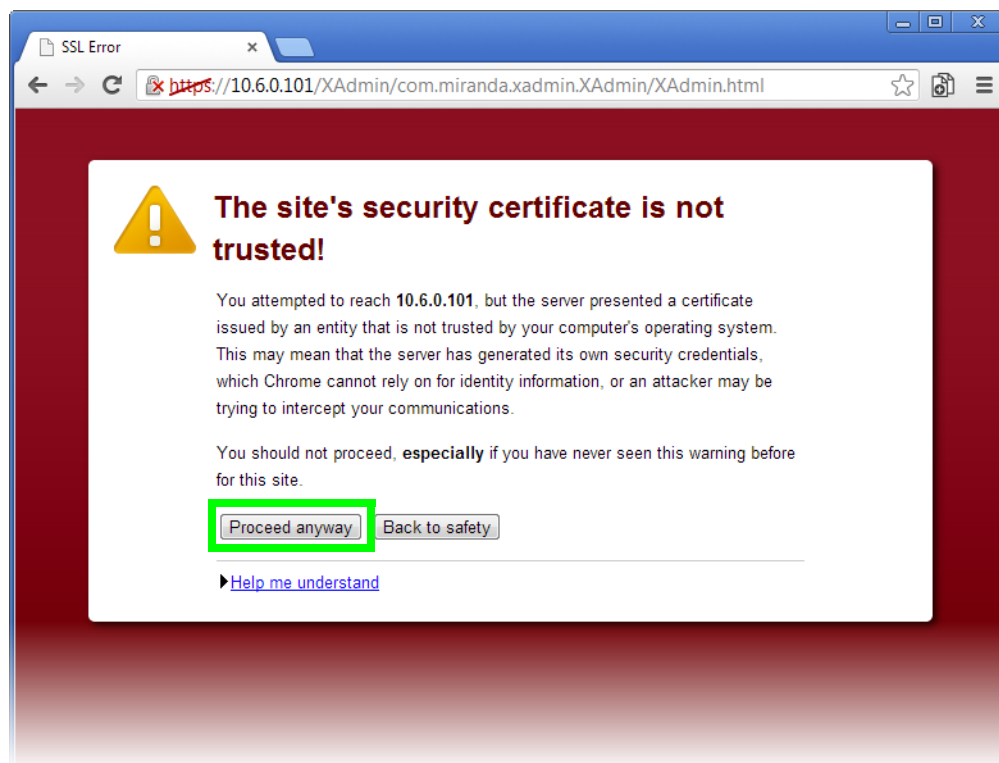 SSL Error
https://10.6.0.101/XAdmin/com.miranda.xadmin.XAdmin/XAdmin.html
The site's security certificate is not
trusted!
You attempted to reach 10.6.0.101, but the server presented a certificate
issued by an entity that is not trusted by your computer's operating system.
This may mean that the server has generated its own security credentials,
which Chrome cannot rely on for identity information, or an attacker may be
trying to intercept your communications.
You should not proceed, especially if you have never seen this warning before
for this site.
Proceed anyway Back to safety
Help me understand